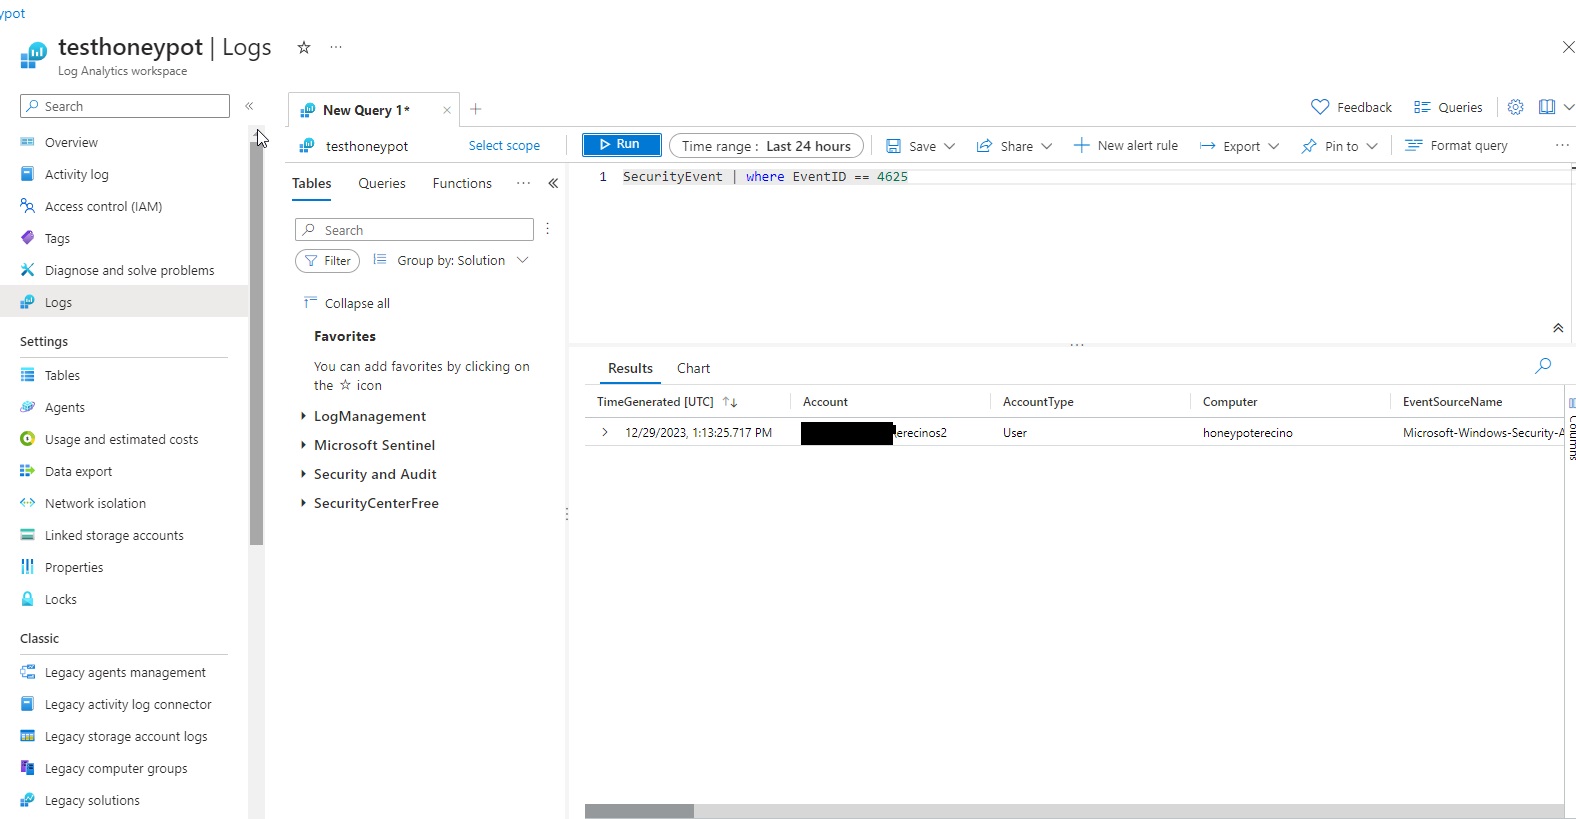 ypot
testhoneypot | Logs
Log Analytics workspace
Search
Overview
Activity log
Access control (IAM)
Tags
Diagnose and solve problems
Logs
Settings
Tables
Agents
Usage and estimated costs
Data export
Network isolation
Linked storage accounts
Properties
Locks
Classic
Legacy agents management
Legacy activity log connector
Legacy storage account logs
Legacy computer groups
Legacy solutions
New Query 1*
Feedback Queries
testhoneypot Select scope Run Time range : Last 24 hours Save Share New alert rule Export Pin to Format query
Tables Queries Functions
Search
Filter Group by: Solution
Collapse all
Favorites
You can add favorites by clicking on
the ☆ icon
LogManagement
Microsoft Sentinel
Security and Audit
SecurityCenterFree
1 SecurityEvent | where EventID == 4625
Results Chart
TimeGenerated [UTC] Account AccountType Computer EventSourceName
12/29/2023, 1:13:25.717 PM erecinos2 User honeypoterecino Microsoft-Windows-Security-A
Columns